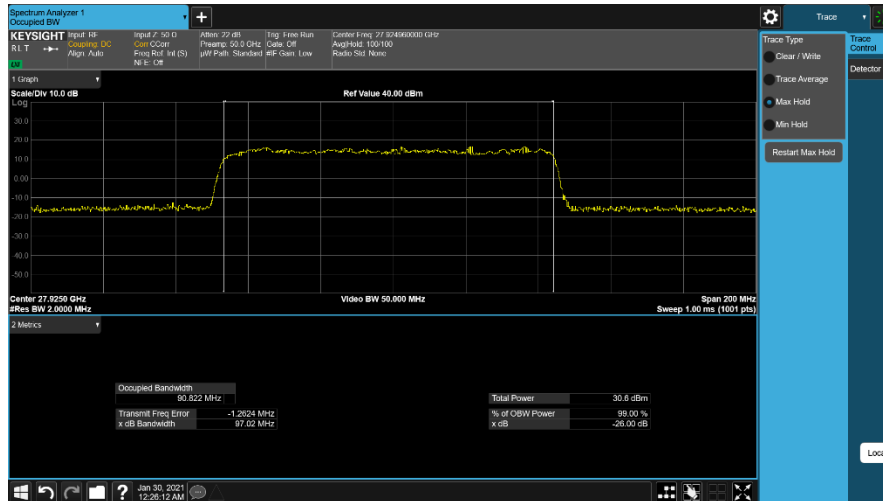 Spectrum Analyzer 1
Occupied BW
+
Trace
KEYSIGHT Input: RF
R L T
Coupling: DC
Align: Auto
Input Z: 50 Ω
Corr CCorr
Freq Ref: Int (S)
NFE: Off
Atten: 22 dB
Preamp: 50.0 GHz
µW Path: Standard
Trig: Free Run
Gate: Off
#IF Gain: Low
Center Freq: 27.924960000 GHz
Avg|Hold: 100/100
Radio Std: None
1 Graph
Scale/Div 10.0 dB
Ref Value 40.00 dBm
Log
30.0
20.0
10.0
0.00
-10.0
-20.0
-30.0
-40.0
-50.0
Center 27.9250 GHz
#Res BW 2.0000 MHz
Video BW 50.000 MHz
Span 200 MHz
Sweep 1.00 ms (1001 pts)
2 Metrics
Occupied Bandwidth
90.822 MHz
Transmit Freq Error -1.2624 MHz
x dB Bandwidth 97.02 MHz
Total Power 30.6 dBm
% of OBW Power 99.00 %
x dB -26.00 dB
Trace Type
Clear / Write
Trace Average
Max Hold
Min Hold
Restart Max Hold
Trace
Control
Detector
Loca
?
Jan 30, 2021
12:26:12 AM